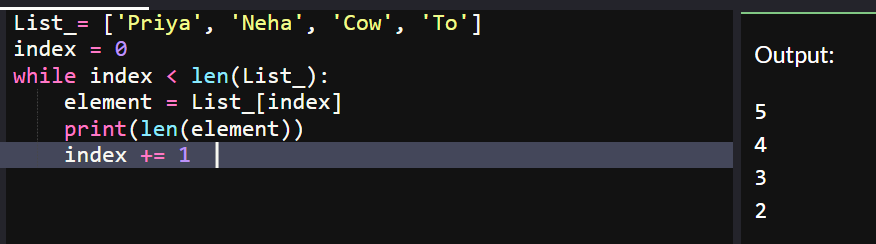 List_= ['Priya', 'Neha', 'Cow', 'To']
index = 0
while index < len(List_):
    element = List_[index]
    print(len(element))
    index += 1
Output:
5
4
3
2